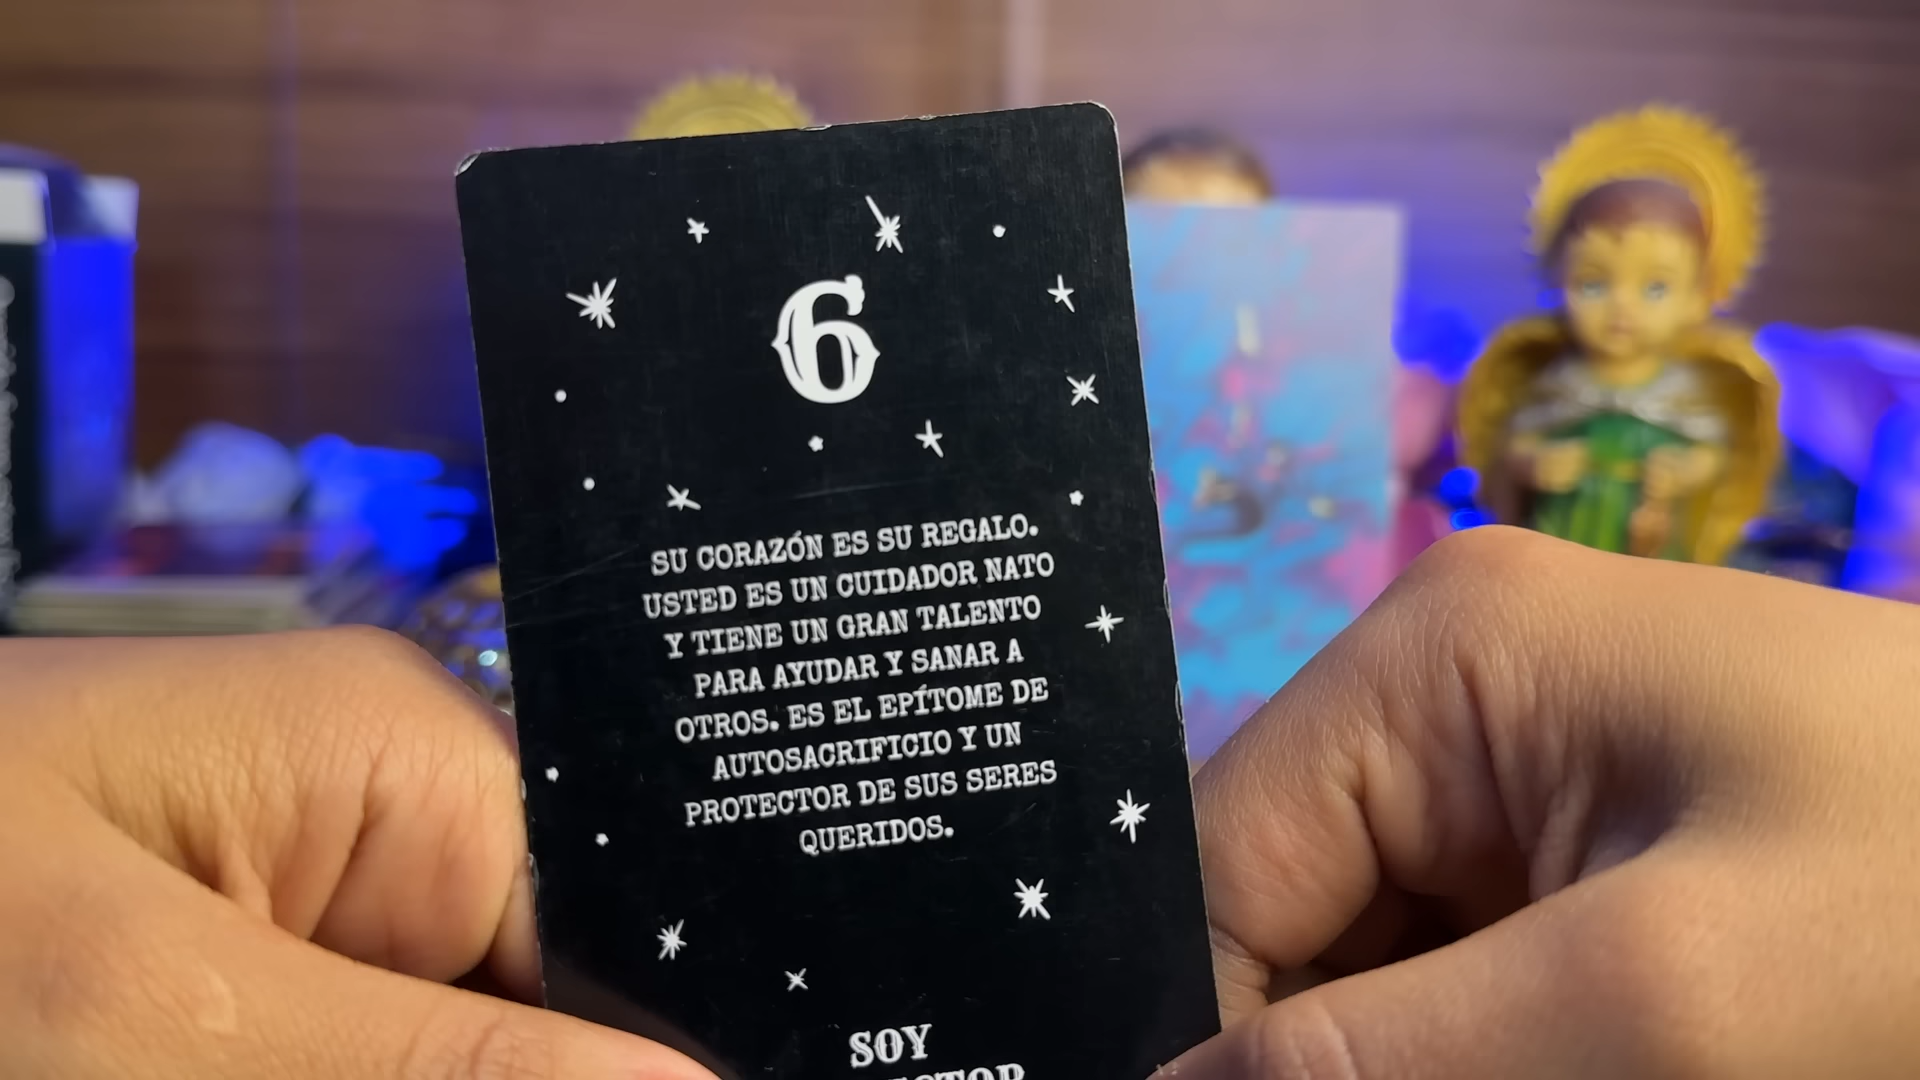 6
SU CORAZÓN ES SU REGALO.
USTED ES UN CUIDADOR NATO
Y TIENE UN GRAN TALENTO
PARA AYUDAR Y SANAR A
OTROS. ES EL EPÍTOME DE
AUTOSACRIFICIO Y UN
PROTECTOR DE SUS SERES
QUERIDOS.
SOY